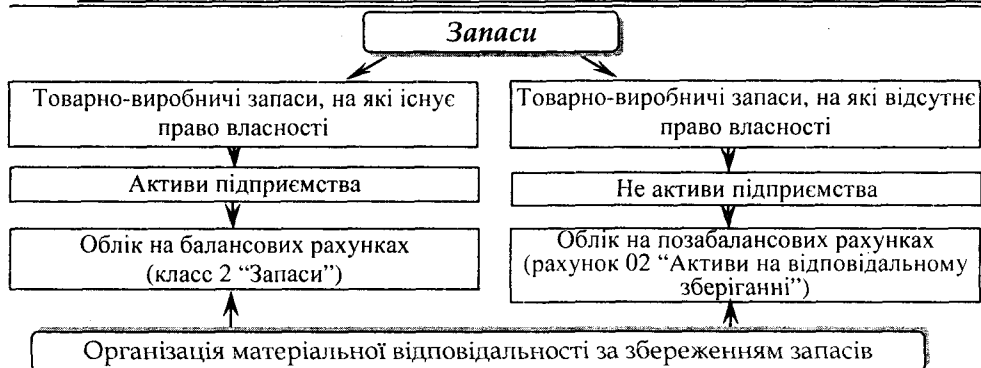 Запаси
Товарно-виробничі запаси, на які існує
право власності
Товарно-виробничі запаси, на які відсутнє
право власності
Активи підприємства
Не активи підприємства
Облік на балансових рахунках
(класс 2 “Запаси”)
Облік на позабалансових рахунках
(рахунок 02 “Активи на відповідальному
зберіганні”)
Організація матеріальної відповідальності за збереженням запасів